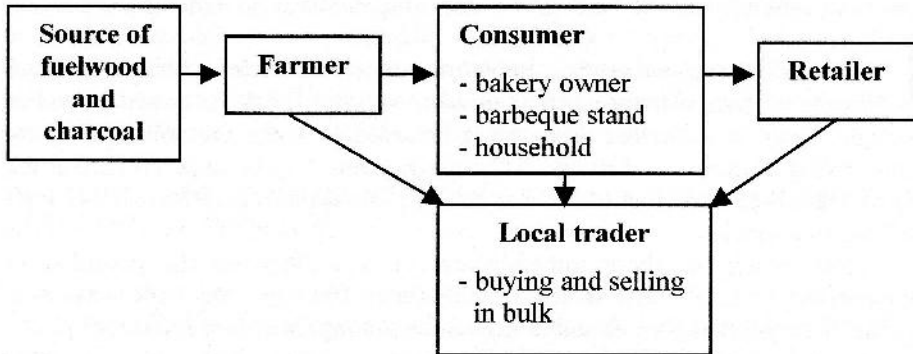 Source of
fuelwood
and
charcoal
Farmer
Consumer
- bakery owner
- barbeque stand
- household
Retailer
Local trader
- buying and selling
in bulk